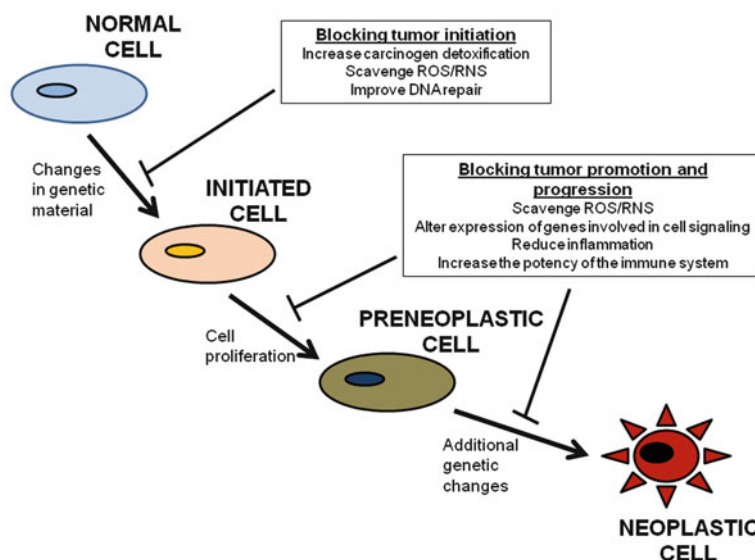 NORMAL
CELL
Blocking tumor initiation
Increase carcinogen detoxification
Scavenge ROS/RNS
Improve DNA repair
Changes
in genetic
material
INITIATED
CELL
Blocking tumor promotion and
progression
Scavenge ROS/RNS
Alter expression of genes involved in cell signaling
Reduce inflammation
Increase the potency of the immune system
Cell
proliferation
PRENEOPLASTIC
CELL
Additional
genetic
changes
NEOPLASTIC
CELL